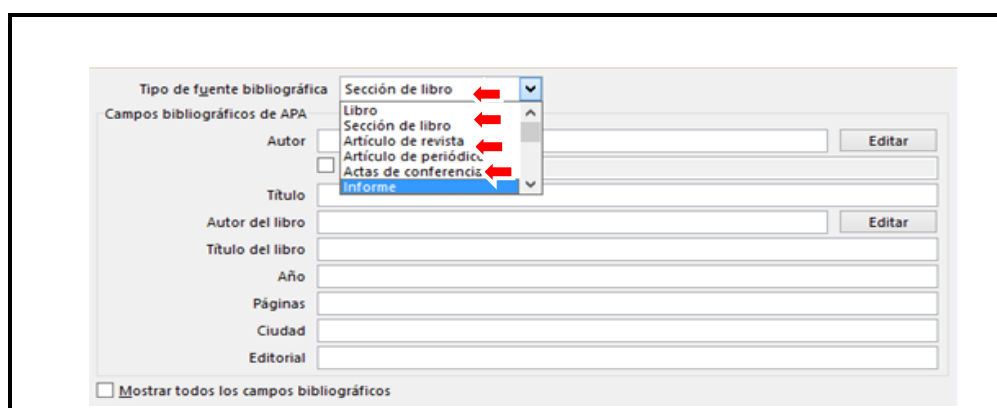 Tipo de fuente bibliográfica Sección de libro
Campos bibliográficos de APA
Libro
Sección de libro
Artículo de revista
Artículo de periódico
Actas de conferencia
Informe
Autor Editar
Título
Autor del libro Editar
Título del libro
Año
Páginas
Ciudad
Editorial
Mostrar todos los campos bibliográficos